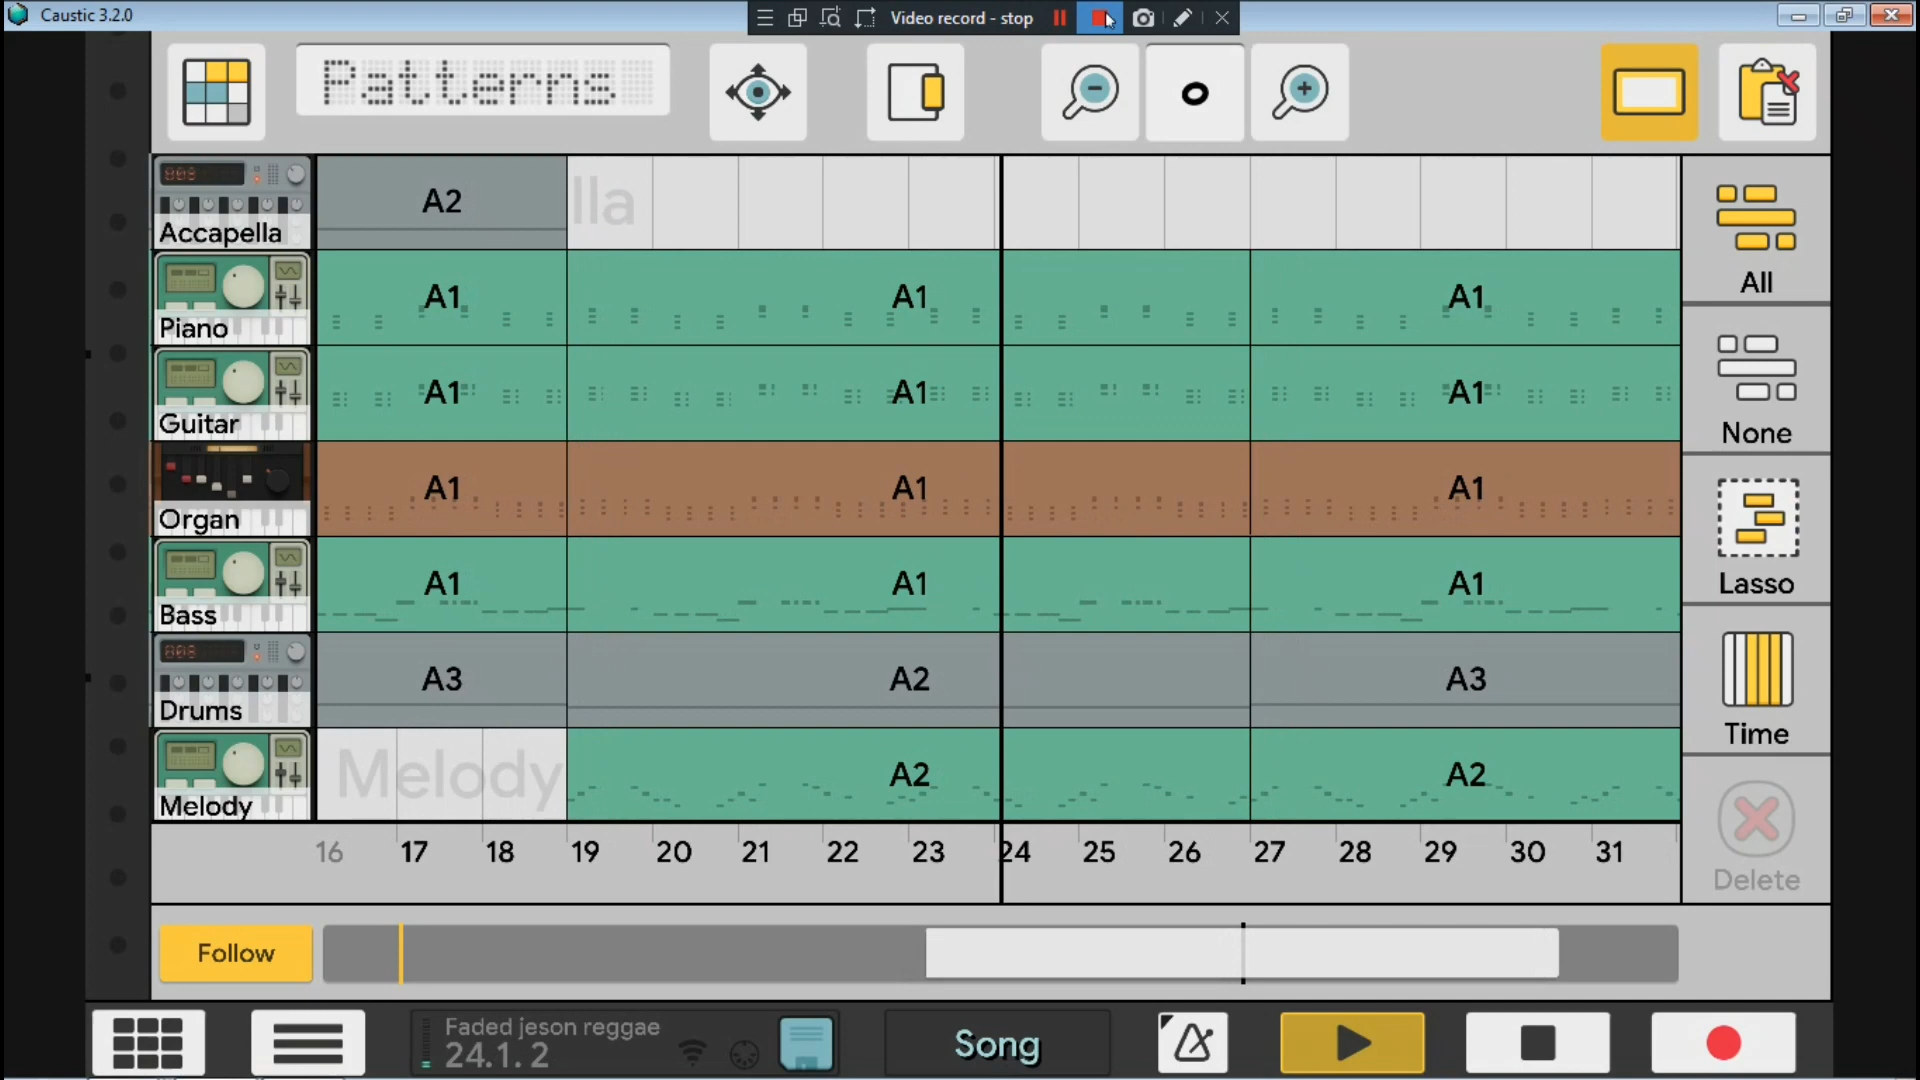 Caustic 3.2.0
Video record - stop
Patterns
808
Accapella
A2
lla
All
Piano
A1 A1 A1
Guitar
A1 A1 A1
None
Organ
A1 A1 A1
Lasso
Bass
A1 A1 A1
808
Drums
A3 A2 A3
Time
Melody
Melody A2 A2
16 17 18 19 20 21 22 23 24 25 26 27 28 29 30 31
Delete
Follow
Faded jeson reggae
24.1. 2
Song